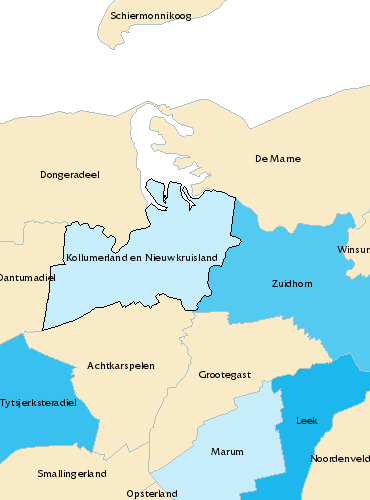 Schiermonnikoog
De Marne
Dongeradeel
Kollumerland en Nieuwkruisland
Winsum
Dantumadiel
Zuidhorn
Achtkarspelen
Grootegast
Tytsjerksteradiel
Leek
Marum
Noordenveld
Smallingerland
Opsterland